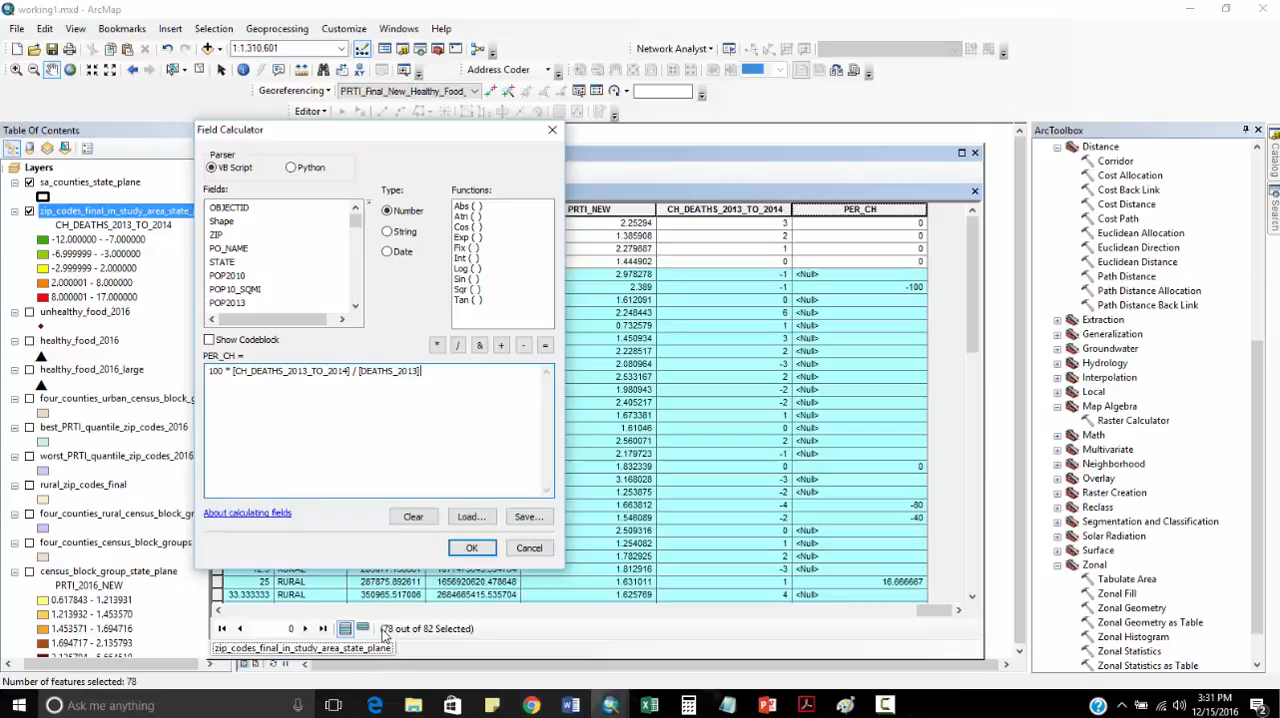 working1.mxd - ArcMap
File Edit View Bookmarks Insert Selection Geoprocessing Customize Windows Help
1:1,310,601
Network Analyst
Address Coder
Georeferencing PRTI_Final_New_Healthy_Food_
Editor
Table Of Contents
Layers
sa_counties_state_plane
zip_codes_final_in_study_area_state_
CH_DEATHS_2013_TO_2014
-12.000000 - -7.000000
-6.999999 - -3.000000
-2.999999 - 2.000000
2.000001 - 8.000000
8.000001 - 17.000000
unhealthy_food_2016
healthy_food_2016
healthy_food_2016_large
four_counties_urban_census_block_g
best_PRTI_quantile_zip_codes_2016
worst_PRTI_quantile_zip_codes_2016
rural_zip_codes_final
four_counties_rural_census_block_gr
four_counties_census_block_groups
census_block_group_state_plane
PRTI_2016_NEW
0.617843 - 1.213931
1.213932 - 1.453570
1.453571 - 1.694716
1.694717 - 2.135793
Number of features selected: 78
Field Calculator
Parser
VB Script Python
Fields:
OBJECTID
Shape
ZIP
PO_NAME
STATE
POP2010
POP10_SQMI
POP2013
Type:
Number
String
Date
Functions:
Abs ( )
Atn ( )
Cos ( )
Exp ( )
Fix ( )
Int ( )
Log ( )
Sin ( )
Sqr ( )
Tan ( )
Show Codeblock
* / & + - =
PER_CH =
100 * [CH_DEATHS_2013_TO_2014] / [DEATHS_2013]
About calculating fields
Clear Load... Save...
OK Cancel
PRTI_NEW CH_DEATHS_2013_TO_2014 PER_CH
2.25294 3 0
1.385908 2 0
2.279887 1 0
1.444902 0 0
2.978278 -1 <Null>
2.389 -1 -100
1.612091 0 <Null>
2.248443 6 <Null>
0.732579 1 <Null>
1.450934 3 <Null>
2.228517 2 <Null>
2.080964 -3 <Null>
2.533167 2 <Null>
1.980943 -2 <Null>
2.405217 -2 <Null>
1.673381 1 <Null>
1.61046 0 <Null>
2.560071 2 <Null>
2.179723 -1 <Null>
1.832339 0 0
3.168028 -3 <Null>
1.253875 -2 <Null>
1.663812 -4 -80
1.546089 -2 -40
2.509316 0 <Null>
1.254082 1 <Null>
1.782925 2 <Null>
1.812916 -3 <Null>
25 RURAL 287875.892611 1656920620.478648 1.631011 1 16.666667
33.333333 RURAL 350965.517006 2684665415.535704 1.625769 4 <Null>
0 (78 out of 82 Selected)
zip_codes_final_in_study_area_state_plane
ArcToolbox
Distance
Corridor
Cost Allocation
Cost Back Link
Cost Distance
Cost Path
Euclidean Allocation
Euclidean Direction
Euclidean Distance
Path Distance
Path Distance Allocation
Path Distance Back Link
Extraction
Generalization
Groundwater
Hydrology
Interpolation
Local
Map Algebra
Raster Calculator
Math
Multivariate
Neighborhood
Overlay
Raster Creation
Reclass
Segmentation and Classification
Solar Radiation
Surface
Zonal
Tabulate Area
Zonal Fill
Zonal Geometry
Zonal Geometry as Table
Zonal Histogram
Zonal Statistics
Zonal Statistics as Table
Catalog
Ask me anything
3:31 PM
12/15/2016